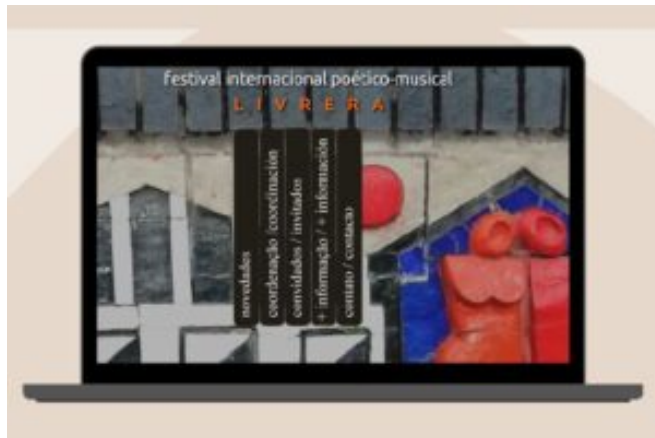 festival internacional poético-musical
LIVRERA
novedades
coordenação /coordinación
convidados / invitados
+ informação / + información
contato / contacto